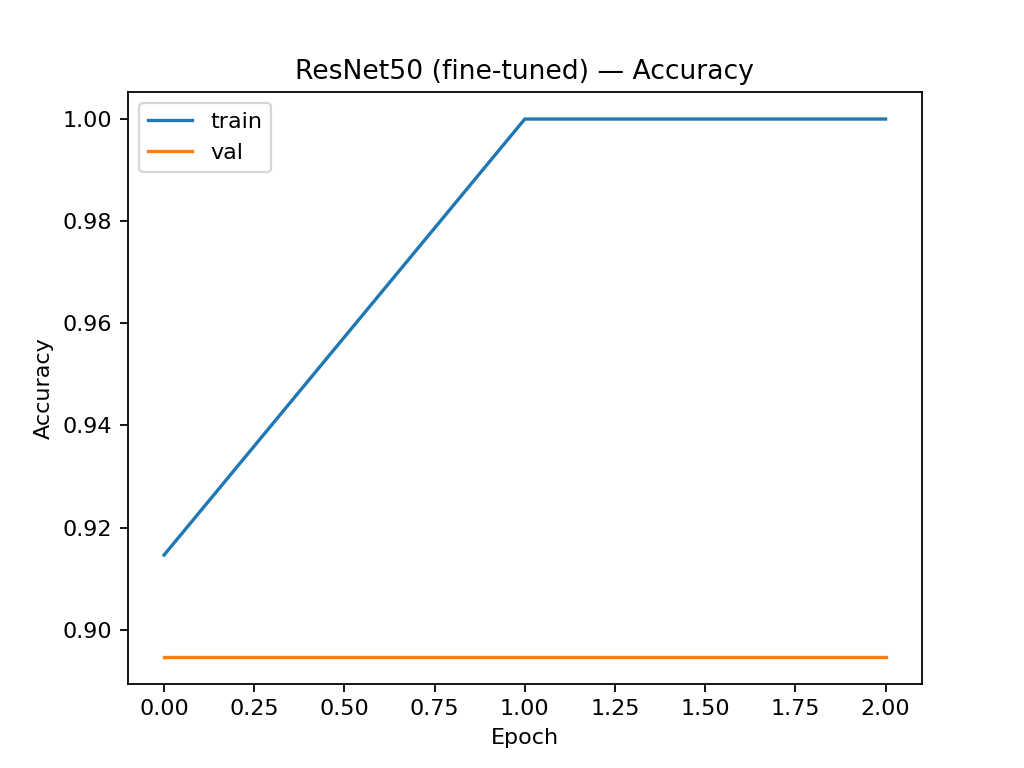 ResNet50 (fine-tuned) — Accuracy
train
val
1.00
0.98
0.96
0.94
0.92
0.90
Accuracy
0.00 0.25 0.50 0.75 1.00 1.25 1.50 1.75 2.00
Epoch